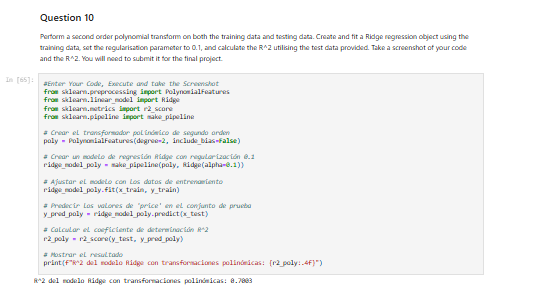 Question 10
Perform a second order polynomial transform on both the training data and testing data. Create and fit a Ridge regression object using the
training data, set the regularisation parameter to 0.1, and calculate the R^2 utilising the test data provided. Take a screenshot of your code
and the R^2. You will need to submit it for the final project.
In [65]:
#Enter Your Code, Execute and take the Screenshot
from sklearn.preprocessing import PolynomialFeatures
from sklearn.linear_model import Ridge
from sklearn.metrics import r2_score
from sklearn.pipeline import make_pipeline
# Crear el transformador polinómico de segundo orden
poly = PolynomialFeatures(degree=2, include_bias=False)
# Crear un modelo de regresión Ridge con regularización 0.1
ridge_model_poly = make_pipeline(poly, Ridge(alpha=0.1))
# Ajustar el modelo con los datos de entrenamiento
ridge_model_poly.fit(x_train, y_train)
# Predecir los valores de 'price' en el conjunto de prueba
y_pred_poly = ridge_model_poly.predict(x_test)
# Calcular el coeficiente de determinación R^2
r2_poly = r2_score(y_test, y_pred_poly)
# Mostrar el resultado
print(f"R^2 del modelo Ridge con transformaciones polinómicas: {r2_poly:.4f}")
R^2 del modelo Ridge con transformaciones polinómicas: 0.7003